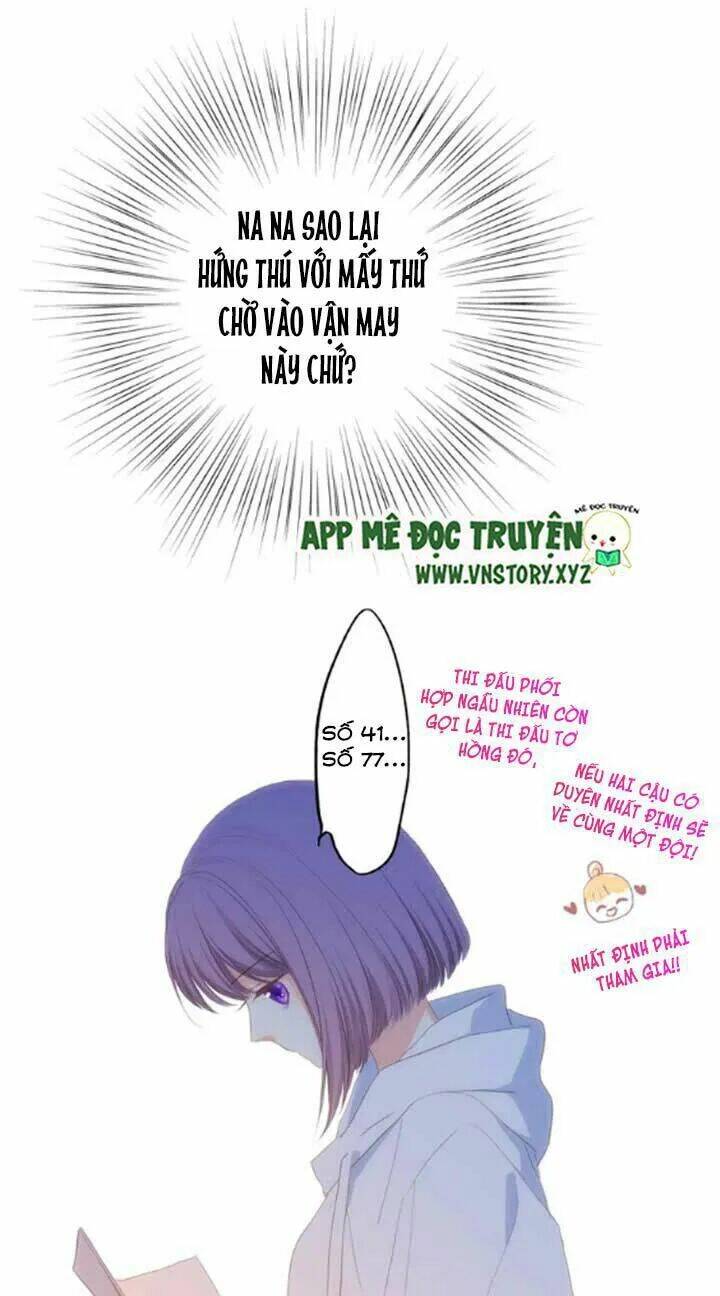 NA NA SAO LẠI
HỨNG THÚ VỚI MẤY THỨ
CHỜ VÀO VẬN MAY
NÀY CHỨ?
MÊ ĐỌC TRUYỆN
APP MÊ ĐỌC TRUYỆN
WWW.VNSTORY.XYZ
SỐ 41...
SỐ 77...
THI ĐẤU PHỐI
HỢP NGẪU NHIÊN CÒN
GỌI LÀ THI ĐẤU TƠ
HỒNG ĐÓ,
NẾU HAI CẬU CÓ
DUYÊN NHẤT ĐỊNH SẼ
VỀ CÙNG MỘT ĐỘI!
NHẤT ĐỊNH PHẢI
THAM GIA!!